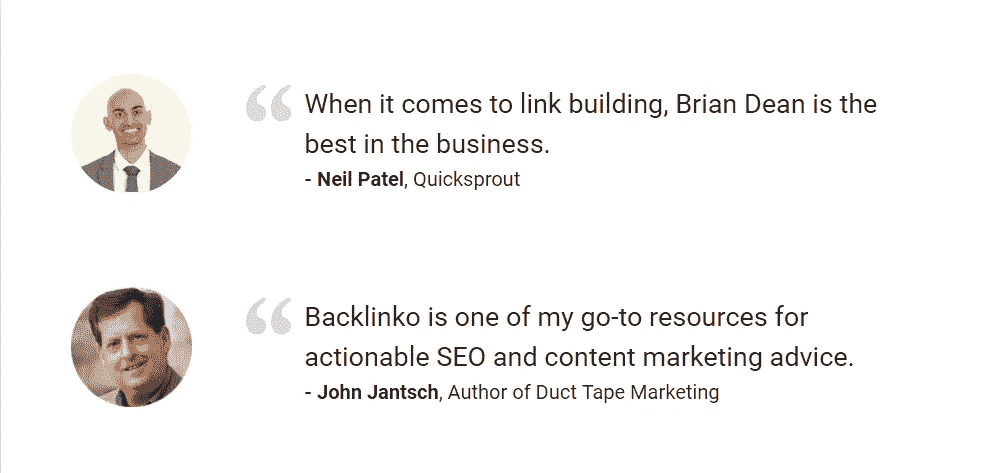 “ When it comes to link building, Brian Dean is the
best in the business.
- Neil Patel, Quicksprout
“ Backlinko is one of my go-to resources for
actionable SEO and content marketing advice.
- John Jantsch, Author of Duct Tape Marketing